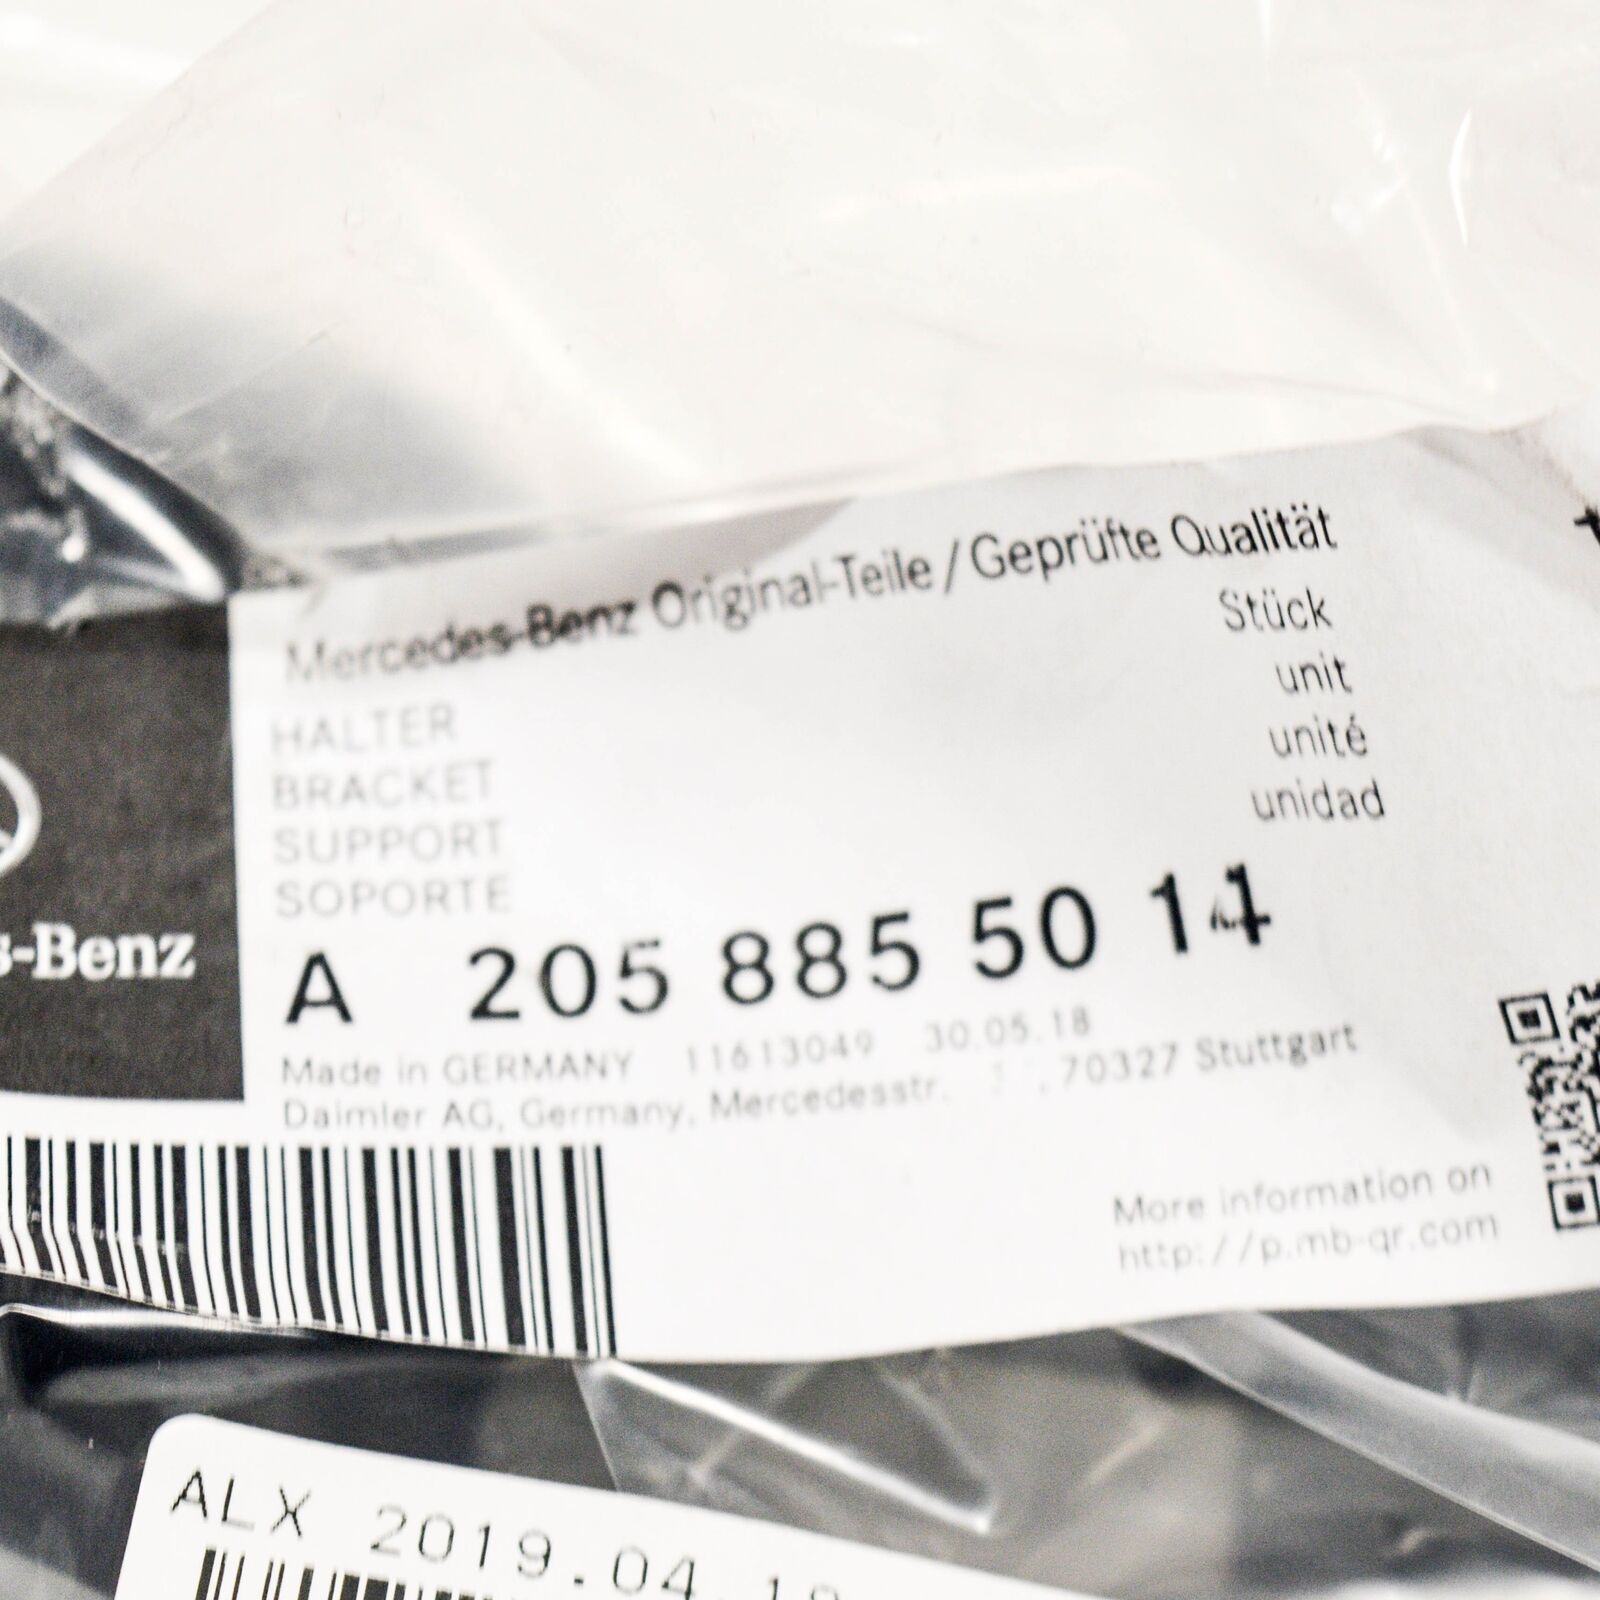 Mercedes-Benz Original-Teile / Geprüfte Qualität
HALTER
BRACKET
SUPPORT
SOPORTE
Stück
unit
unité
unidad
s-Benz
A 205 885 50 14
Made in GERMANY 11613049 30.05.18
Daimler AG, Germany, Mercedesstr. , 70327 Stuttgart
More information on
http://p.mb-qr.com
ALX 2019.04.